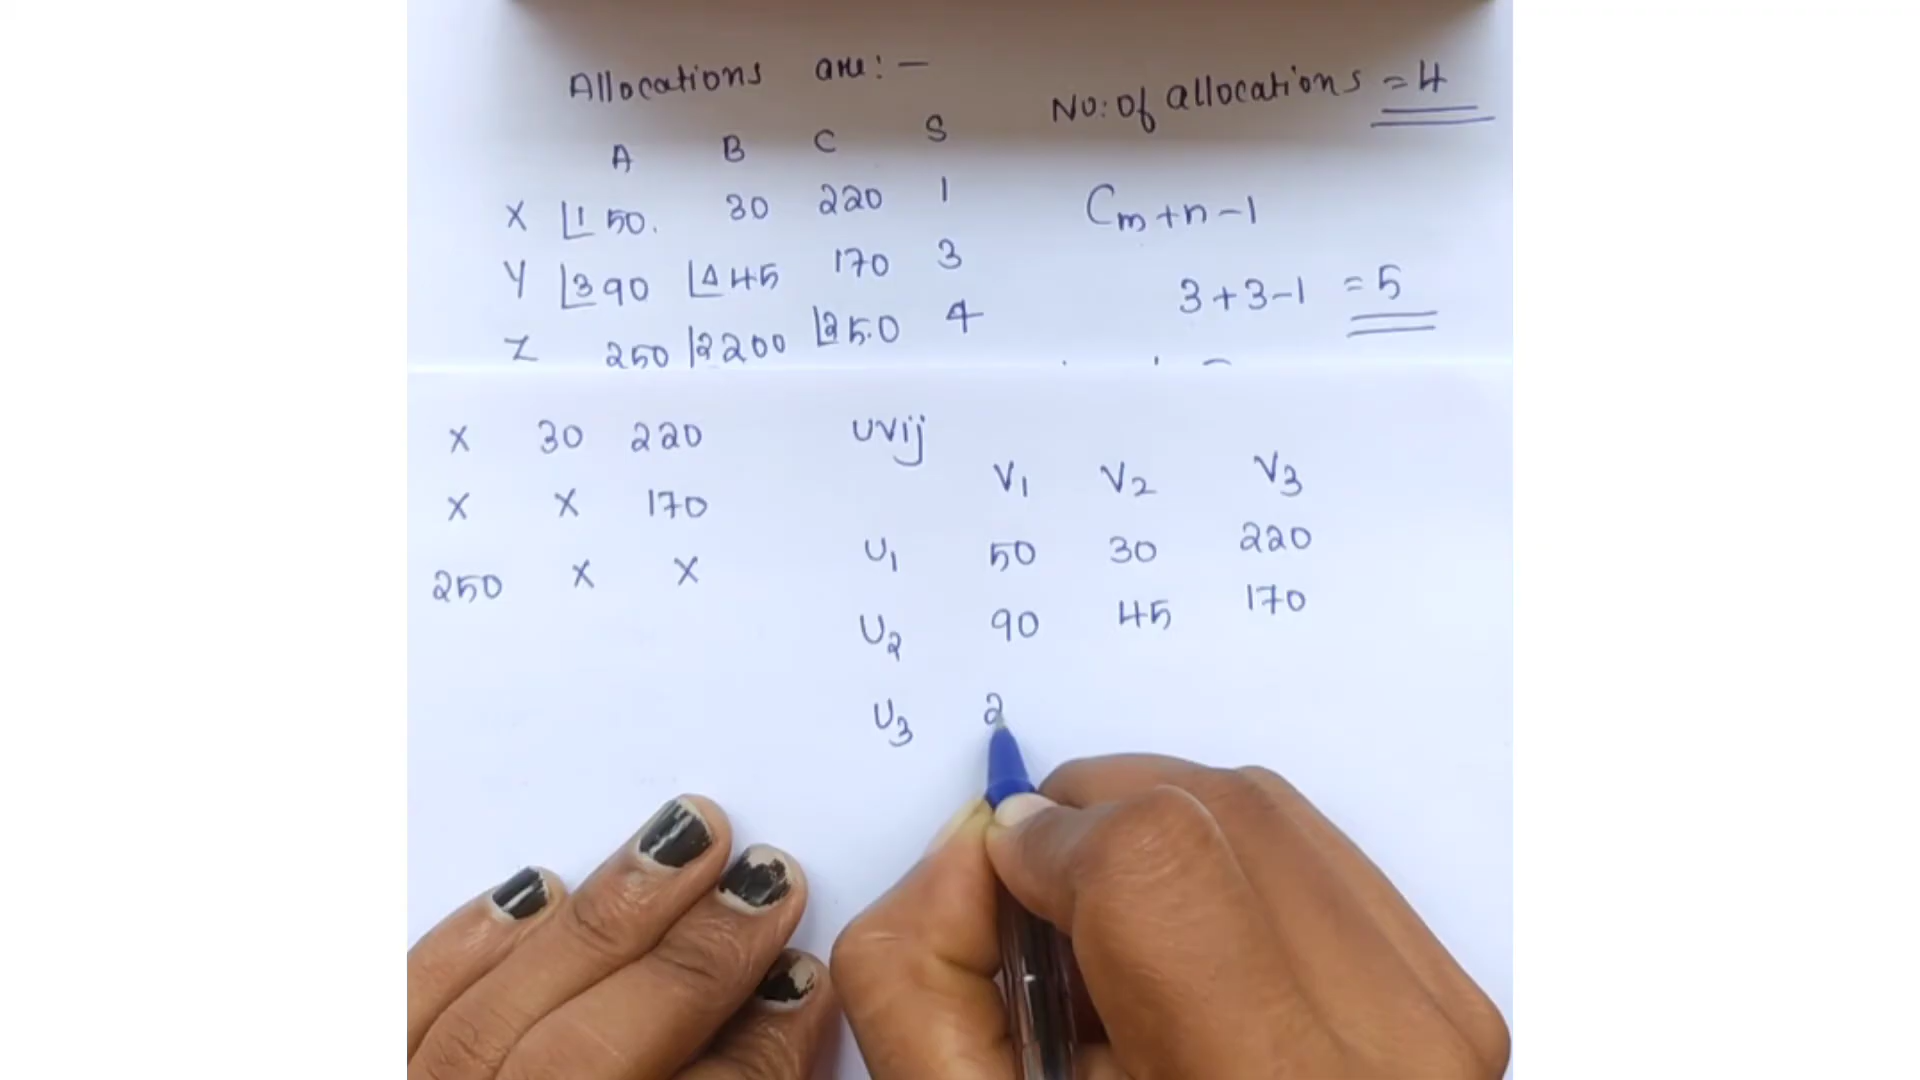 Allocations are:-
No: of allocations = 4
A B C S
X 1 50. 30 220 1
Cm+n-1
Y 3 90 45 170 3
3+3-1 = 5
Z 250 2 200 2 50 4
X 30 220
UVij
X X 170
V1 V2 V3
250 X X
U1 50 30 220
U2 90 45 170
U3 2